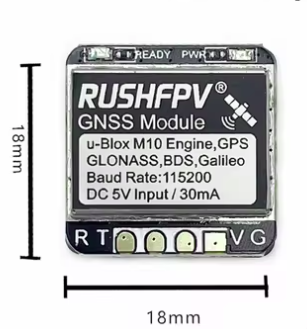 READY PWR
RUSHFPV®
GNSS Module
u-Blox M10 Engine,GPS
GLONASS,BDS,Galileo
Baud Rate:115200
DC 5V Input / 30mA
R T V G
18mm
18mm